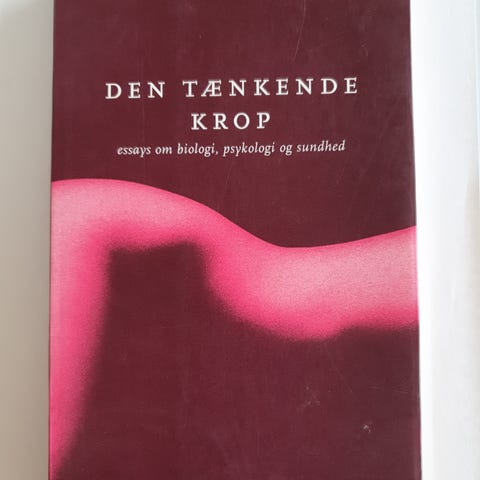 DEN TÆNKENDE
KROP
essays om biologi, psykologi og sundhed